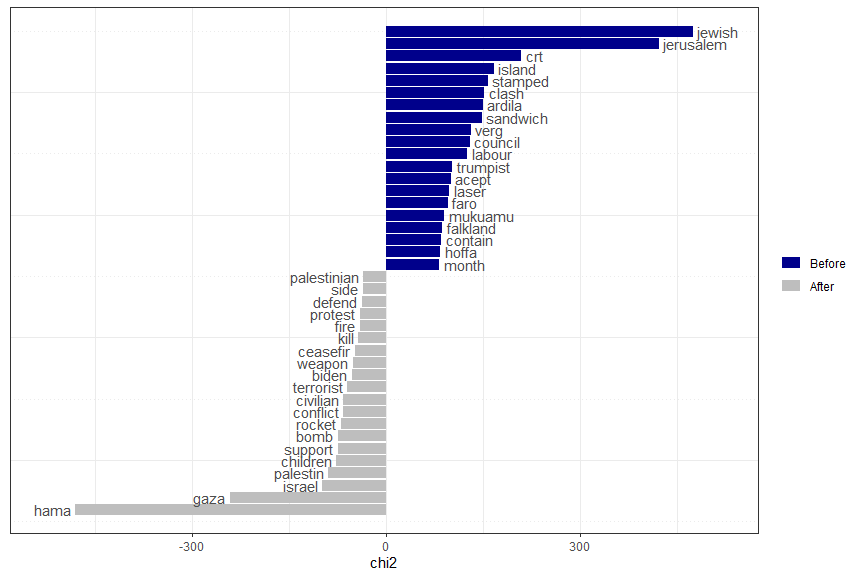 jewish
jerusalem
crt
island
stamped
clash
ardila
sandwich
verg
council
labour
trumpist
acept
laser
faro
mukuamu
falkland
contain
hoffa
month
palestinian
side
defend
protest
fire
kill
ceasefir
weapon
biden
terrorist
civilian
conflict
rocket
bomb
support
children
palestin
israel
gaza
hama
Before
After
-300
0
300
chi2